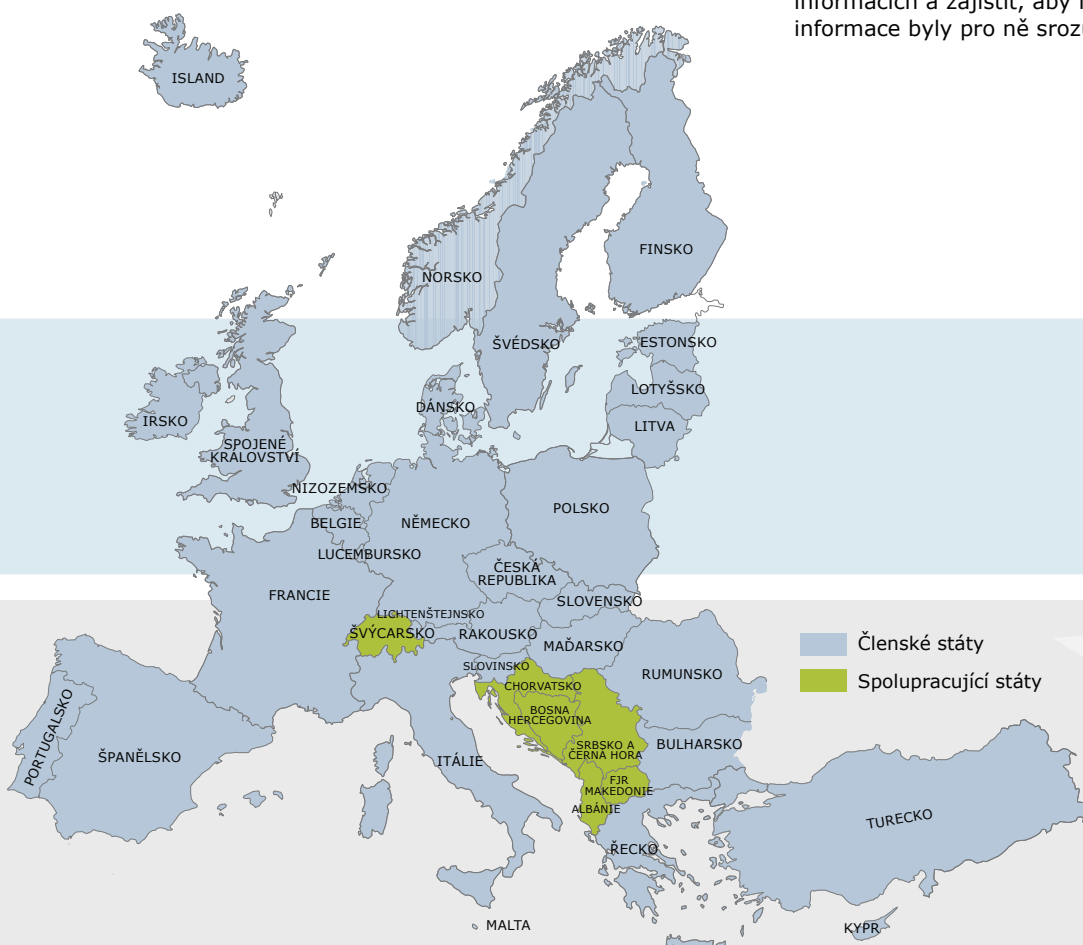 informacích a zajistit, aby
informace byly pro ně
ISLAND
FINSKO
NORSKO
ŠVÉDSKO
ESTONSKO
LOTYŠSKO
DÁNSKO
IRSKO
LITVA
SPOJENÉ
KRÁLOVSTVÍ
NIZOZEMSKO
POLSKO
BELGIE
NĚMECKO
LUCEMBURSKO
ČESKÁ
REPUBLIKA
FRANCIE
SLOVENSKO
LICHTENŠTEJNSKO
ŠVÝCARSKO
RAKOUSKO
MAĎARSKO
Členské státy
SLOVINSKO
RUMUNSKO
Spolupracující státy
CHORVATSKO
BOSNA
HERCEGOVINA
PORTUGALSKO
SRBSKO A
ČERNÁ HORA
BULHARSKO
ŠPANĚLSKO
ITÁLIE
FJR
MAKEDONIE
ALBÁNIE
TURECKO
ŘECKO
MALTA
KYPR